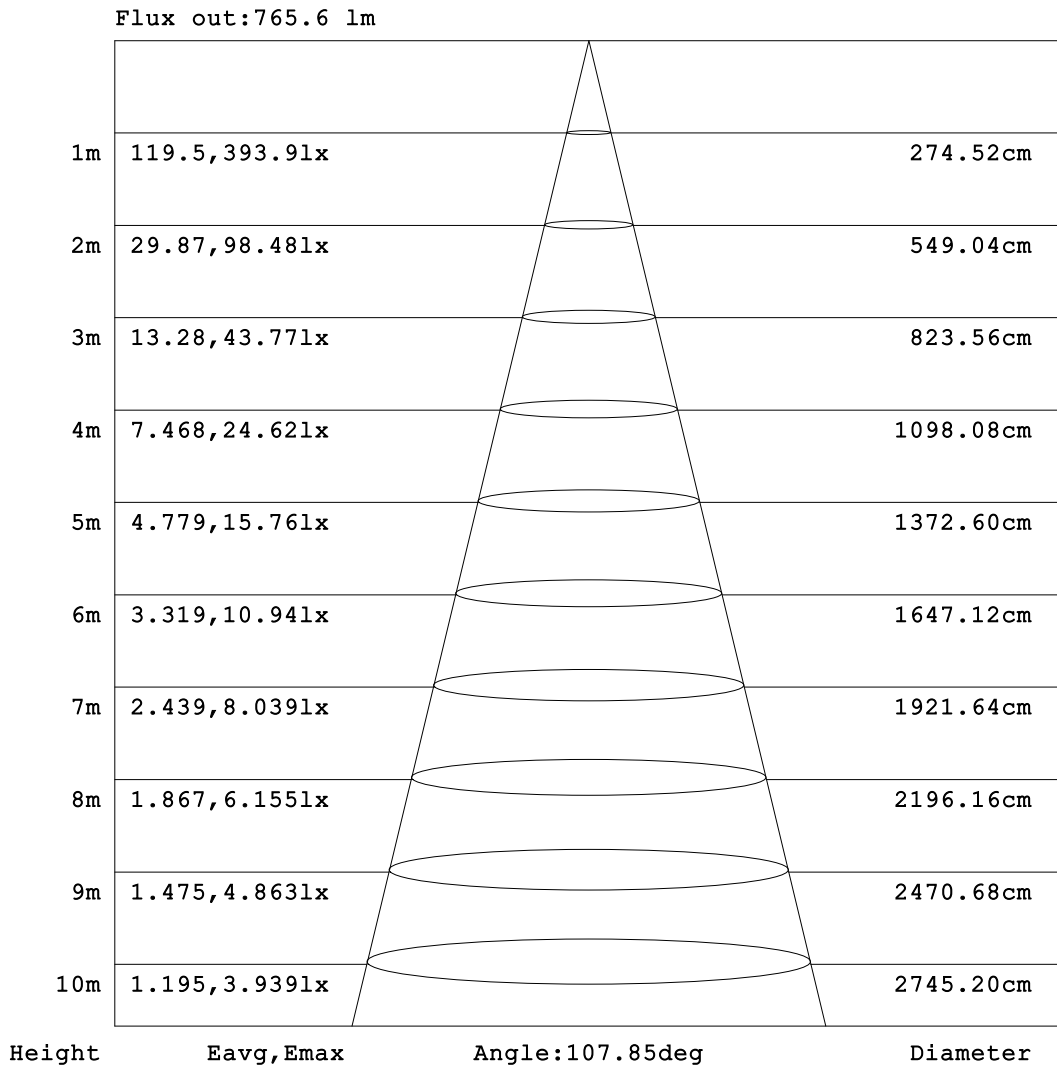 Flux out:765.6 lm
1m 119.5,393.9lx 274.52cm
2m 29.87,98.48lx 549.04cm
3m 13.28,43.77lx 823.56cm
4m 7.468,24.62lx 1098.08cm
5m 4.779,15.76lx 1372.60cm
6m 3.319,10.94lx 1647.12cm
7m 2.439,8.039lx 1921.64cm
8m 1.867,6.155lx 2196.16cm
9m 1.475,4.863lx 2470.68cm
10m 1.195,3.939lx 2745.20cm
Height Eavg,Emax Angle:107.85deg Diameter